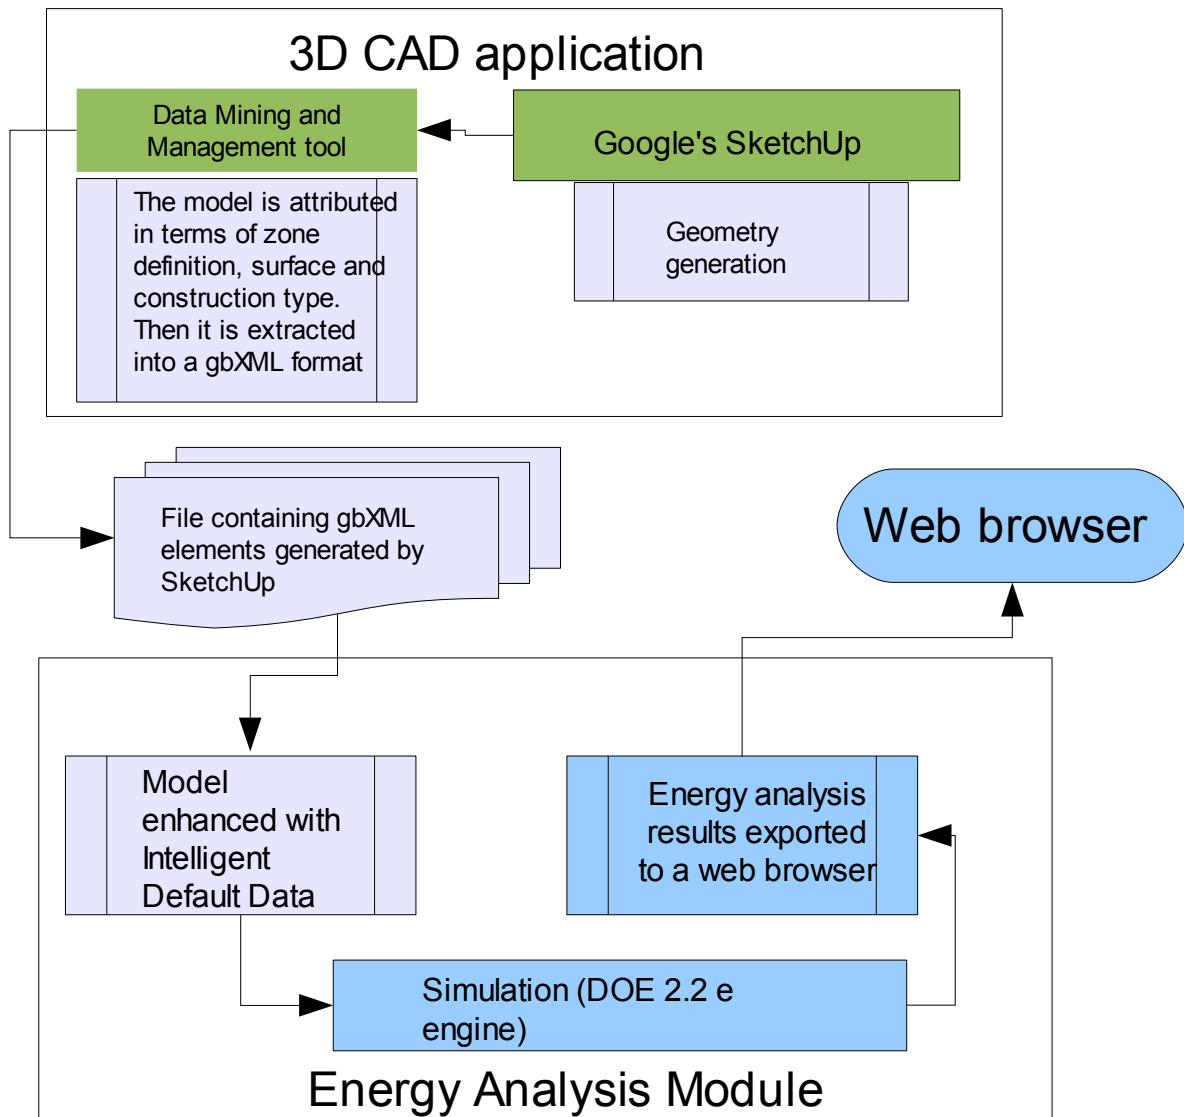 3D CAD application
Data Mining and
Management tool
Google's SketchUp
The model is attributed
in terms of zone
definition, surface and
construction type.
Then it is extracted
into a gbXML format
Geometry
generation
File containing gbXML
elements generated by
SketchUp
Web browser
Model
enhanced with
Intelligent
Default Data
Energy analysis
results exported
to a web browser
Simulation (DOE 2.2 e
engine)
Energy Analysis Module